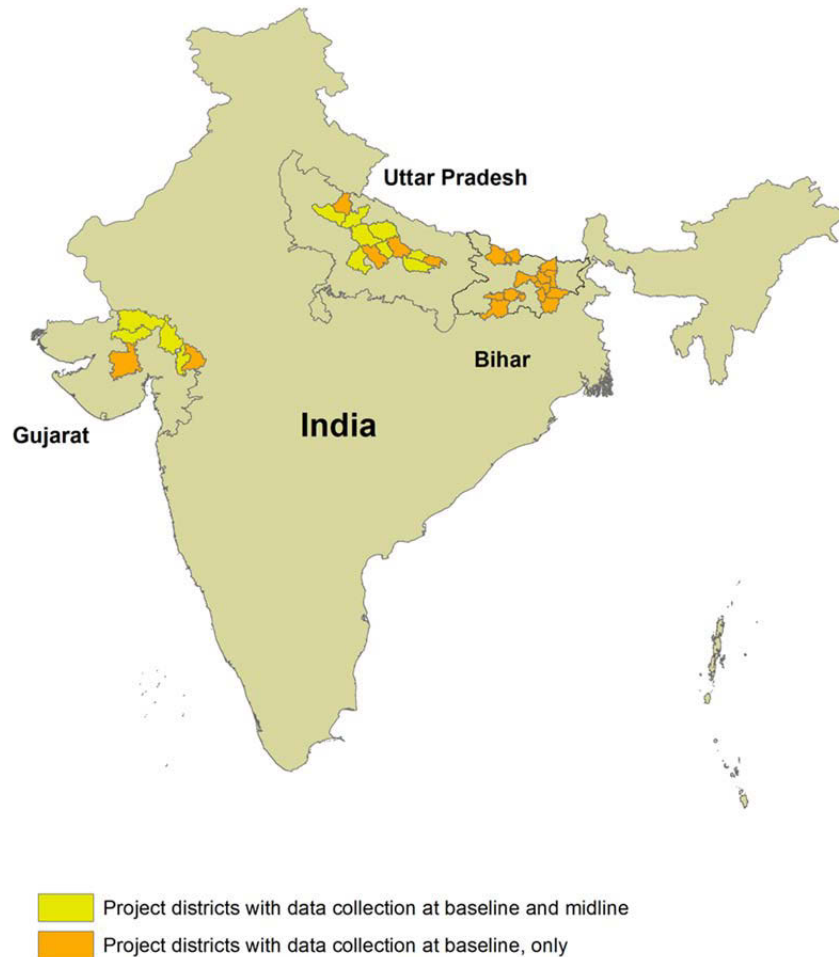 Uttar Pradesh
Bihar
Gujarat
India
Project districts with data collection at baseline and midline
Project districts with data collection at baseline, only